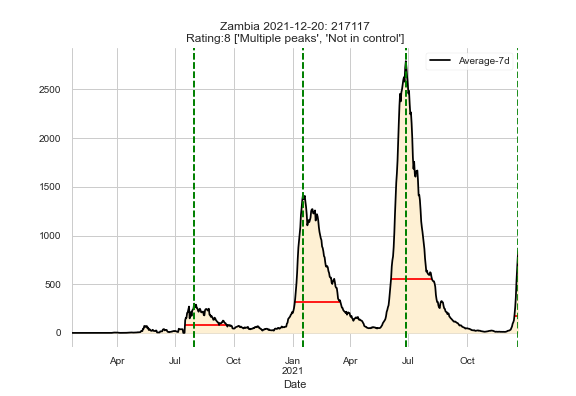 Zambia 2021-12-20: 217117
Rating:8 ['Multiple peaks', 'Not in control']
Average-7d
2500
2000
1500
1000
500
0
Apr
Jul
Oct
Jan
2021
Apr
Jul
Oct
Date